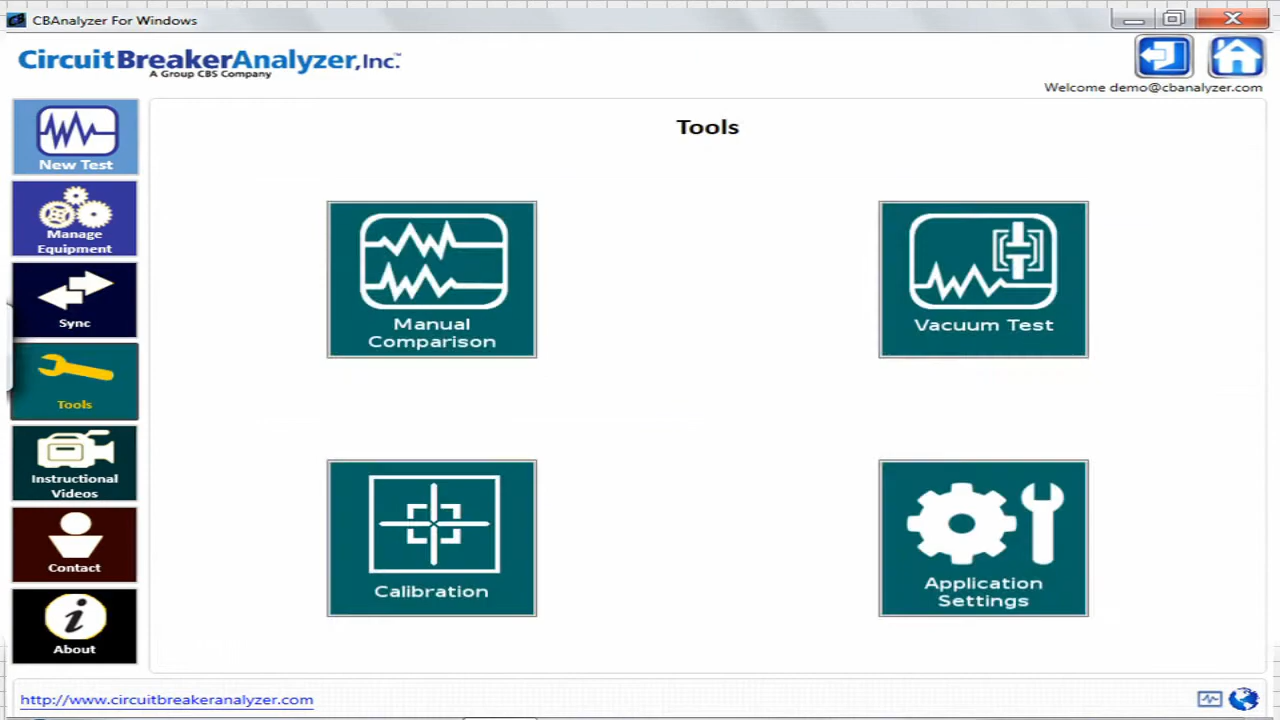 CBAnalyzer For Windows
CircuitBreakerAnalyzer,Inc.™
A Group CBS Company
Welcome demo@cbanalyzer.com
New Test
Manage
Equipment
Sync
Tools
Instructional
Videos
Contact
About
Tools
Manual
Comparison
Vacuum Test
Calibration
Application
Settings
http://www.circuitbreakeranalyzer.com